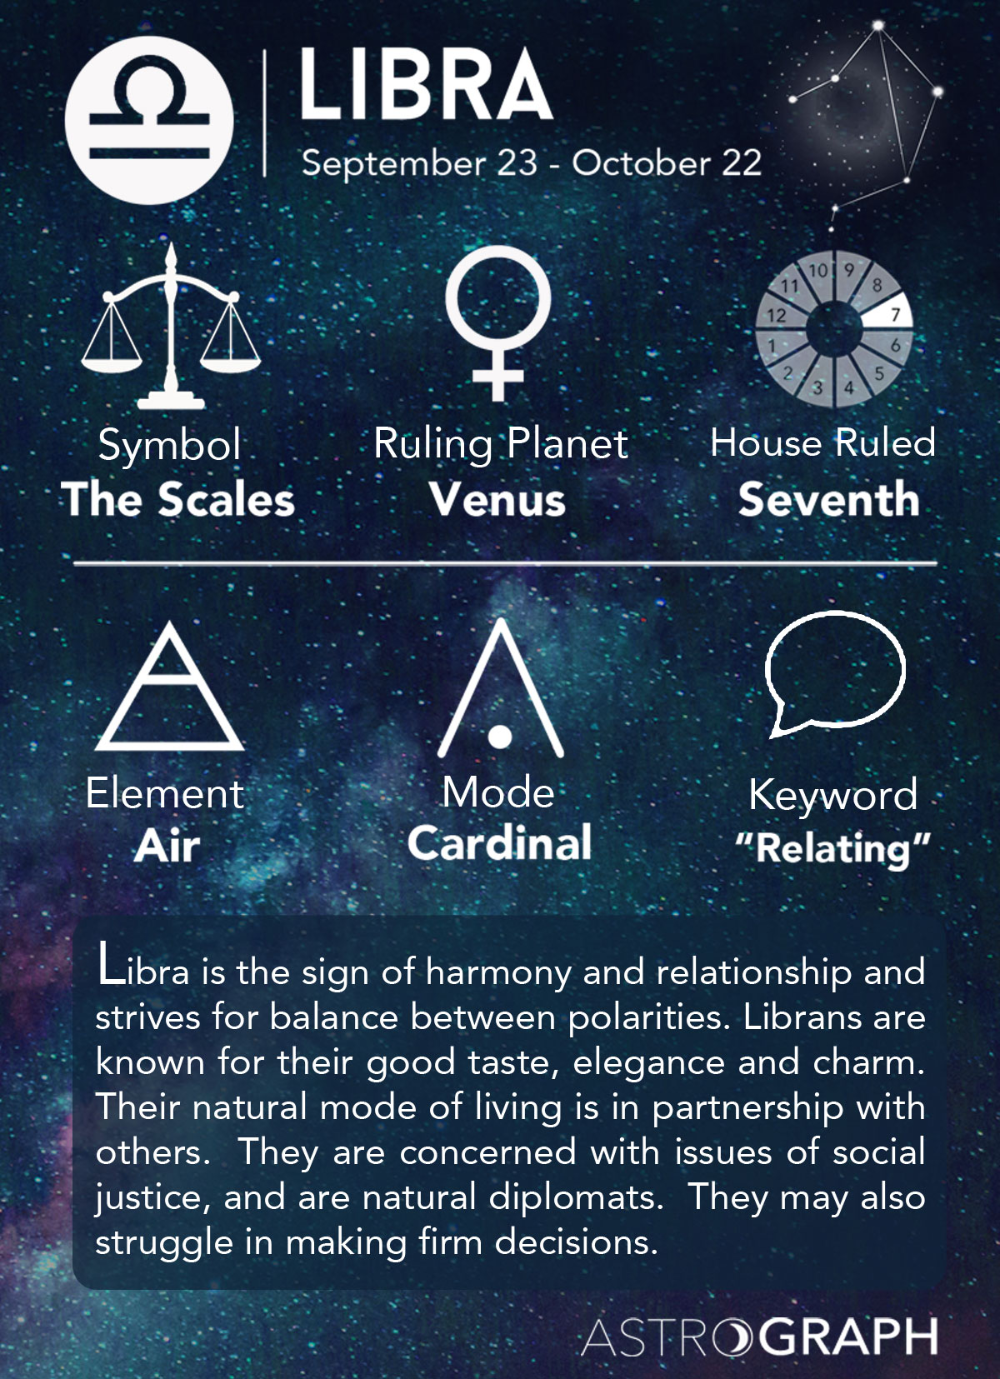 LIBRA
September 23 - October 22
10 9
11 8
12 7
1 6
2 5
3 4
Symbol
The Scales
Ruling Planet
Venus
House Ruled
Seventh
Element
Air
Mode
Cardinal
Keyword
“Relating”
Libra is the sign of harmony and relationship and
strives for balance between polarities. Librans are
known for their good taste, elegance and charm.
Their natural mode of living is in partnership with
others.  They are concerned with issues of social
justice, and are natural diplomats.  They may also
struggle in making firm decisions.
ASTROGRAPH